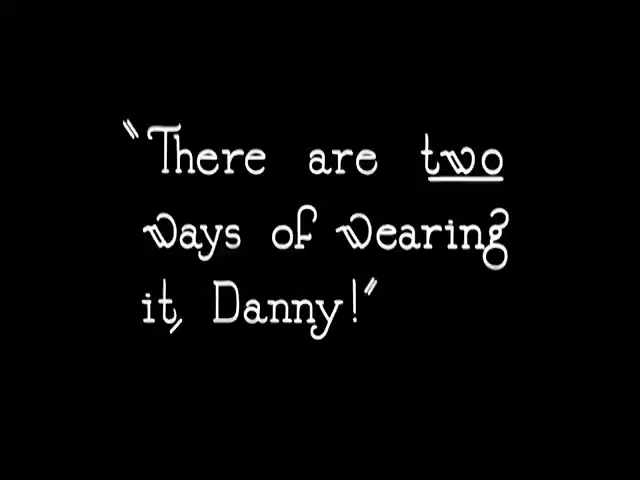 "There are two
ways of wearing
it, Danny!"